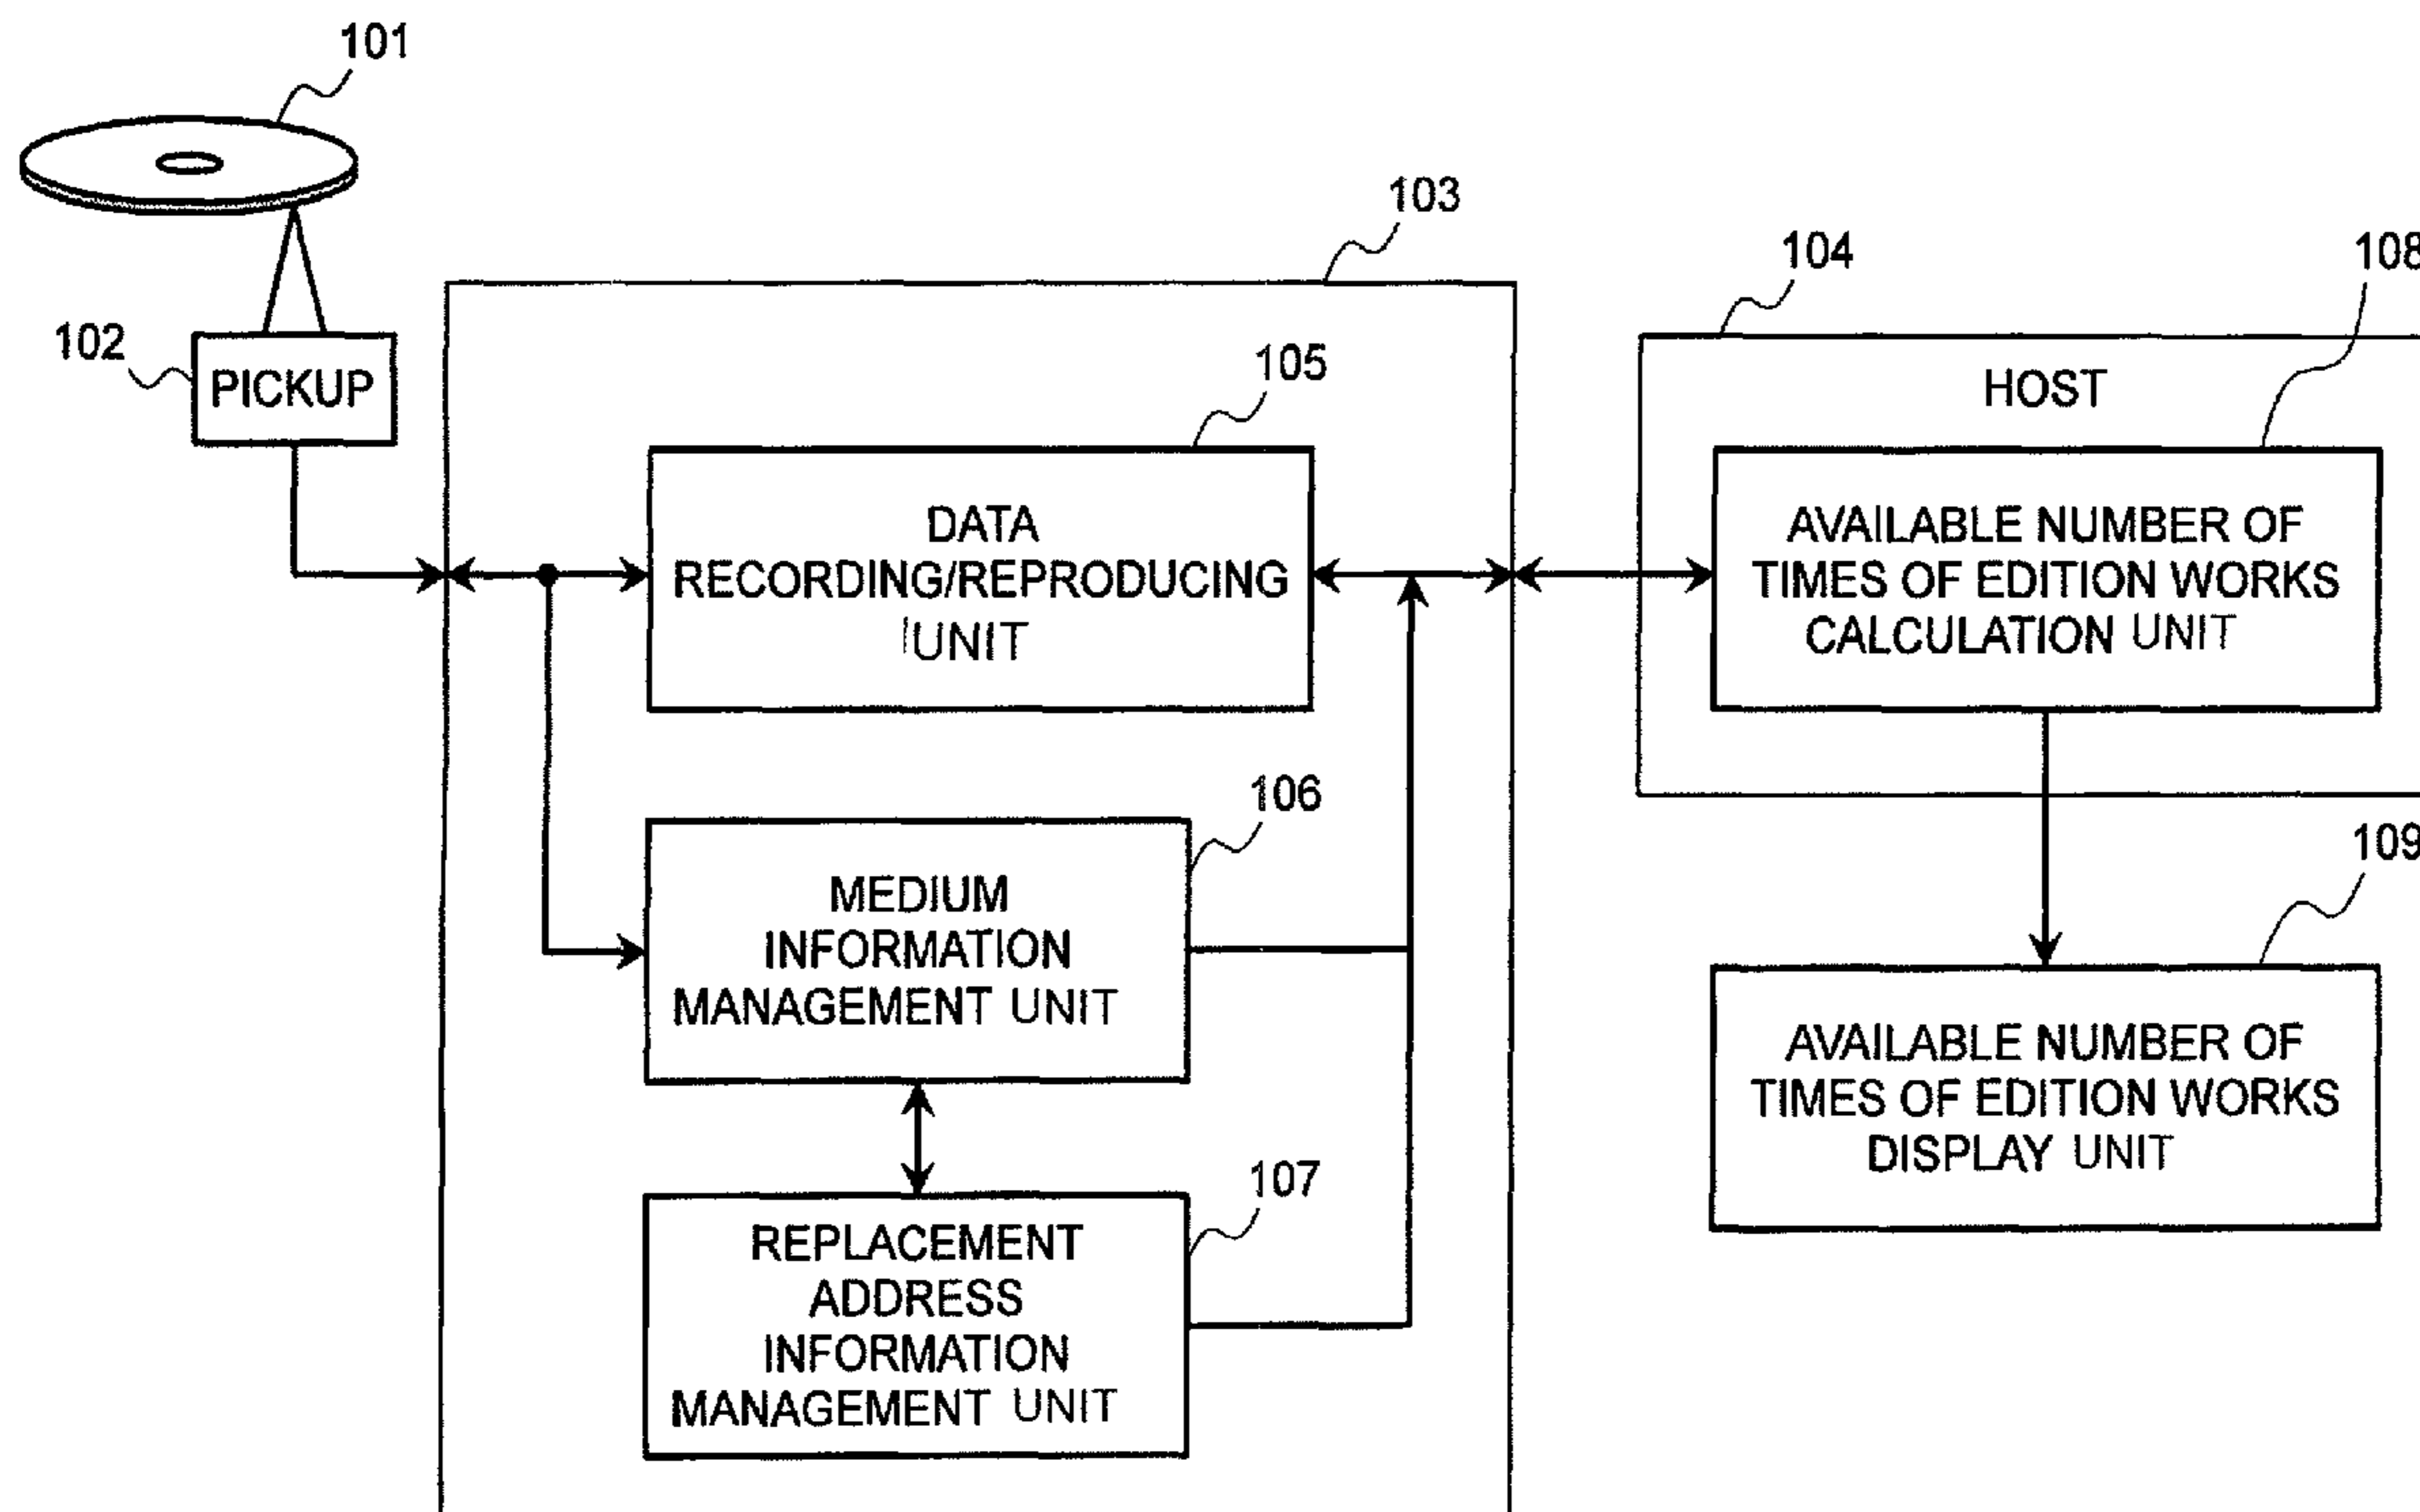 101
103
104
108
102
PICKUP
105
HOST
DATA
RECORDING/REPRODUCING
UNIT
AVAILABLE NUMBER OF
TIMES OF EDITION WORKS
CALCULATION UNIT
106
MEDIUM
INFORMATION
MANAGEMENT UNIT
109
AVAILABLE NUMBER OF
TIMES OF EDITION WORKS
DISPLAY UNIT
107
REPLACEMENT
ADDRESS
INFORMATION
MANAGEMENT UNIT